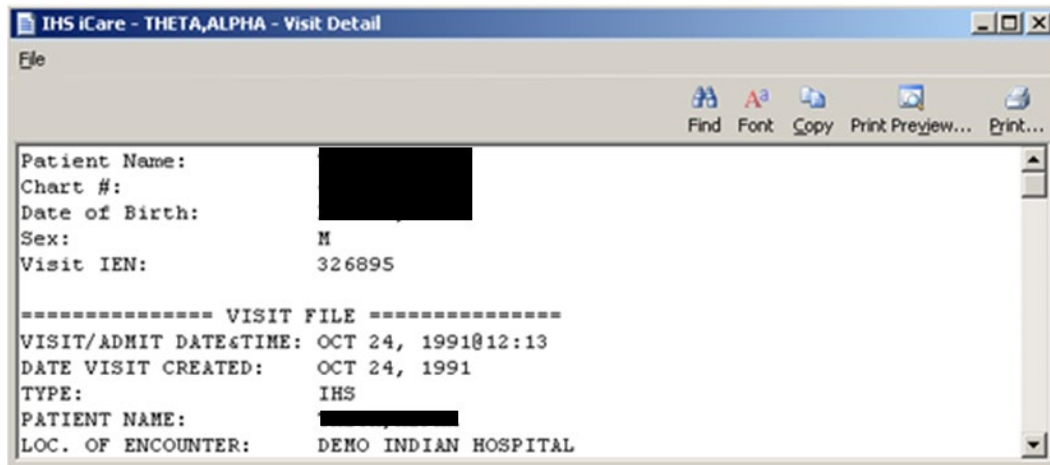 IHS iCare - THETA,ALPHA - Visit Detail
File
Find Font Copy Print Preview... Print...
Patient Name:
Chart #:
Date of Birth:
Sex: M
Visit IEN: 326895
=============== VISIT FILE ===============
VISIT/ADMIT DATE&TIME: OCT 24, 1991@12:13
DATE VISIT CREATED: OCT 24, 1991
TYPE: IHS
PATIENT NAME:
LOC. OF ENCOUNTER: DEMO INDIAN HOSPITAL